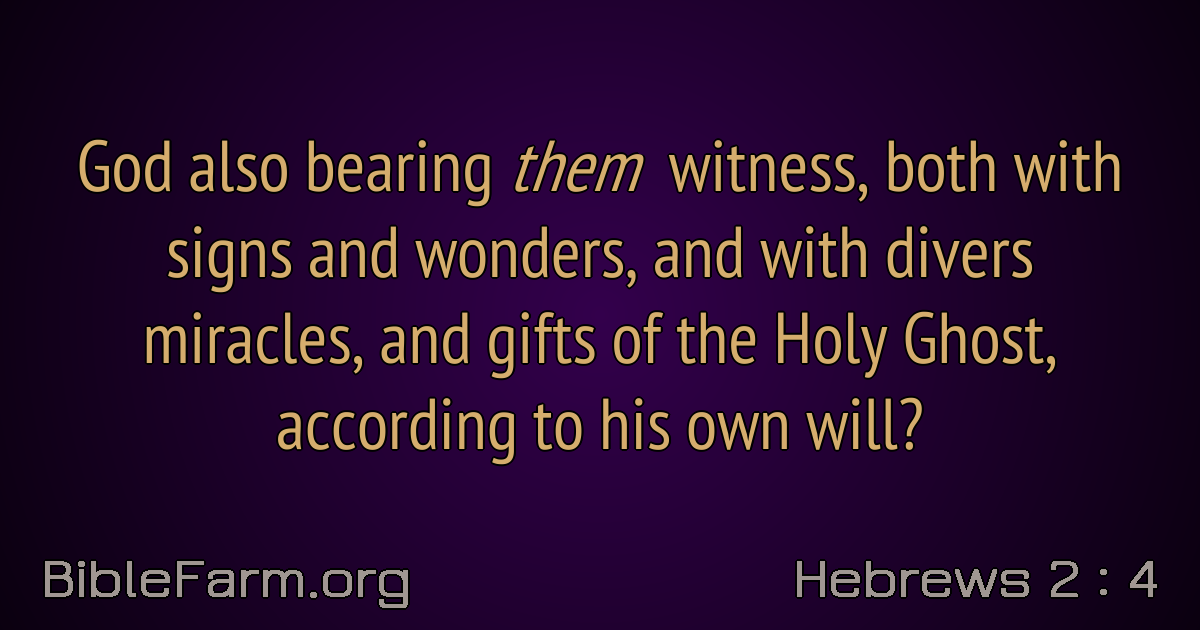 God also bearing them witness, both with
signs and wonders, and with divers
miracles, and gifts of the Holy Ghost,
according to his own will?
BibleFarm.org
Hebrews 2 : 4